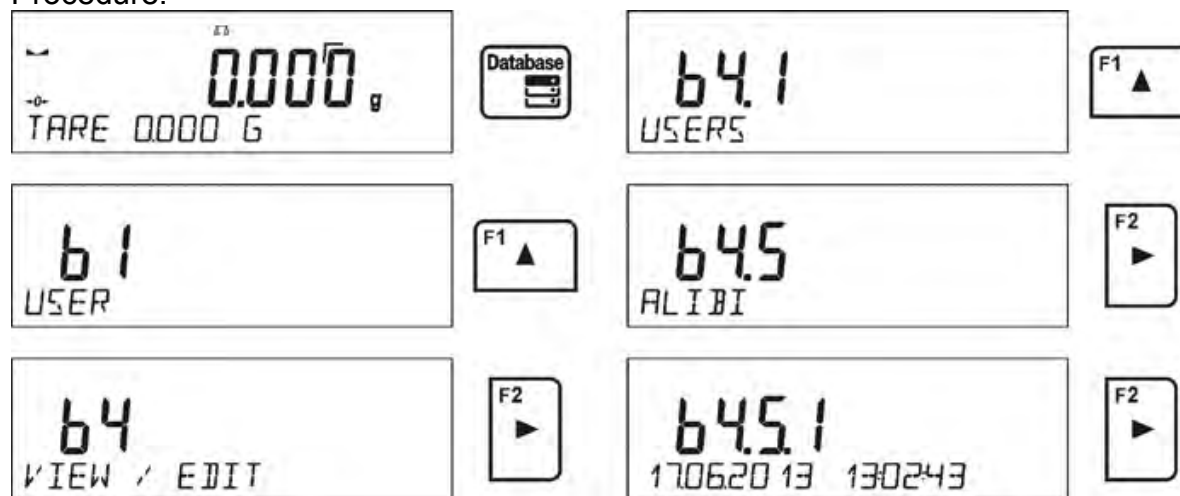 Procedure:
0.000 g
TARE 0.000 G
Database
b1
USER
F1
b4
VIEW / EDIT
F2
b4.1
USERS
F1
b4.5
ALIBI
F2
b4.5.1
17.06.2013 13:02:43
F2